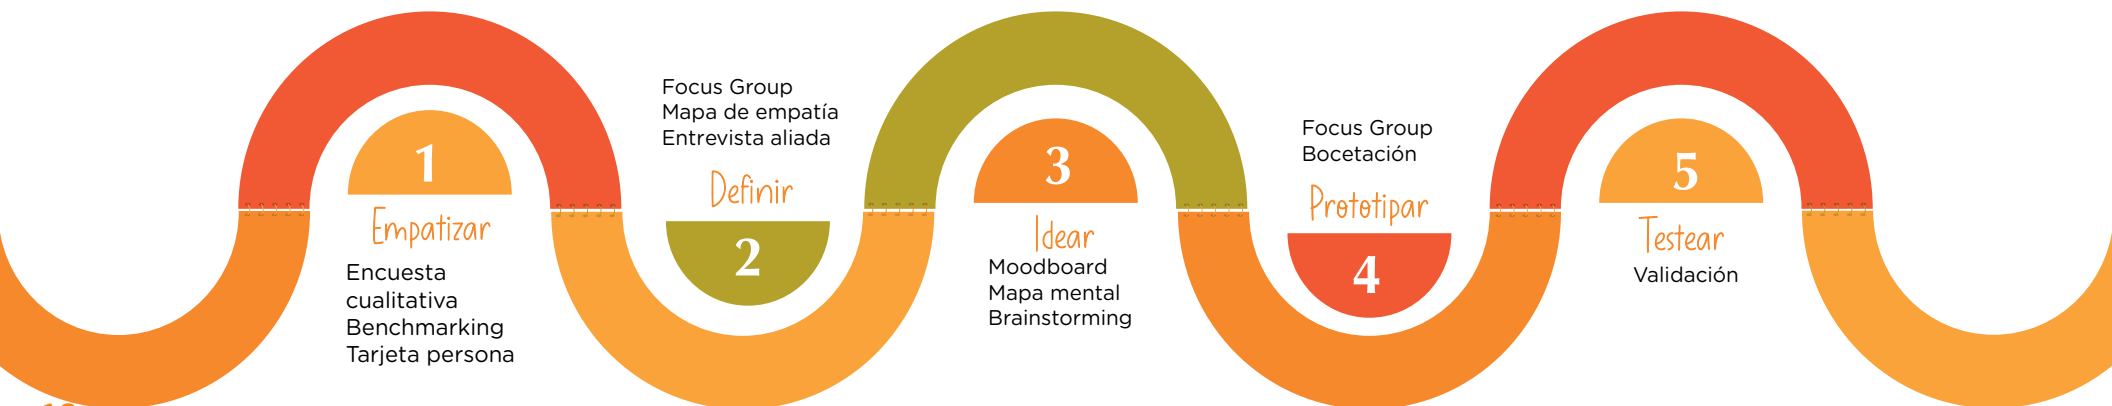 1
Empatizar
Encuesta
cualitativa
Benchmarking
Tarjeta persona
Focus Group
Mapa de empatía
Entrevista aliada
Definir
2
3
Idear
Moodboard
Mapa mental
Brainstorming
Focus Group
Bocetación
Prototipar
4
5
Testear
Validación